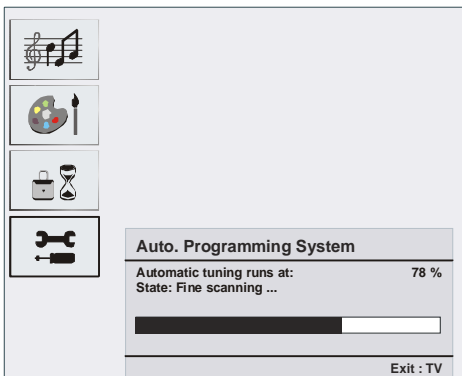 Auto. Programming System
Automatic tuning runs at: 78 %
State: Fine scanning ...
Exit : TV